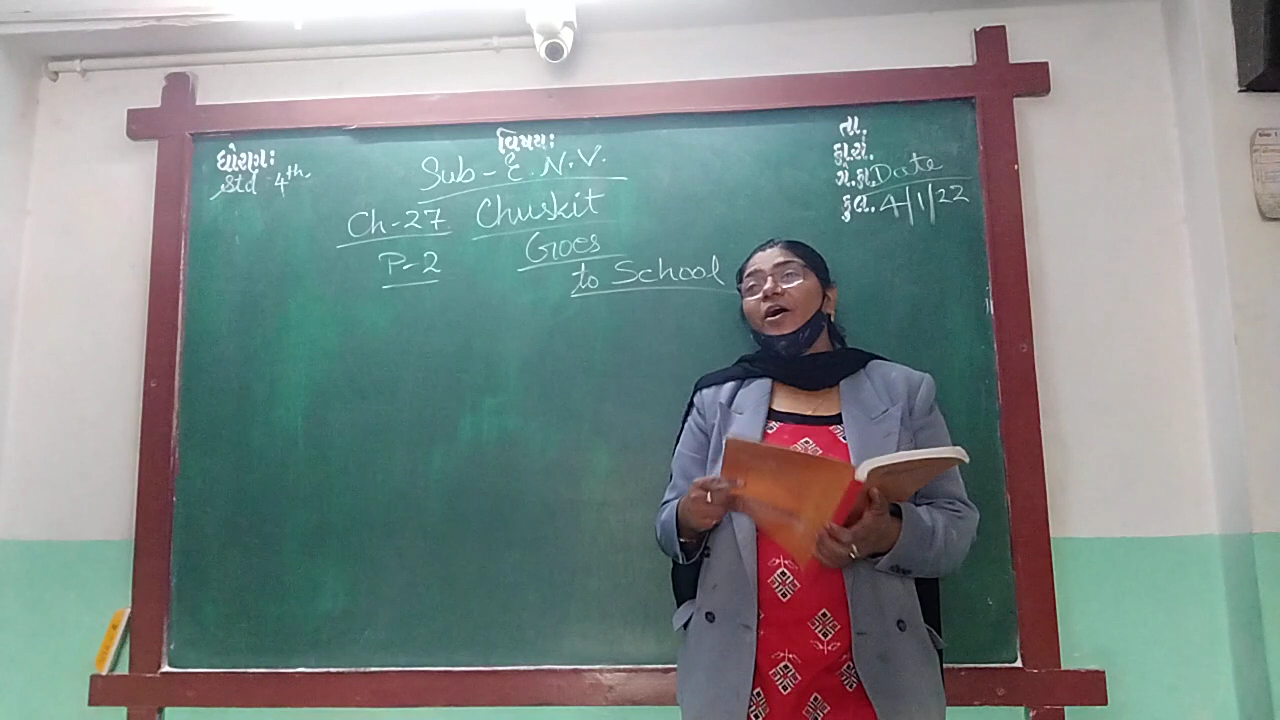 ધોરણઃ
Std 4th
વિષયઃ
Sub - E.N.V.
Ch-27 Chuskit
P-2 Goes
to School
તા.
ક્રા.સં.
ગે.હા. Date
કુલ. 4/1/22